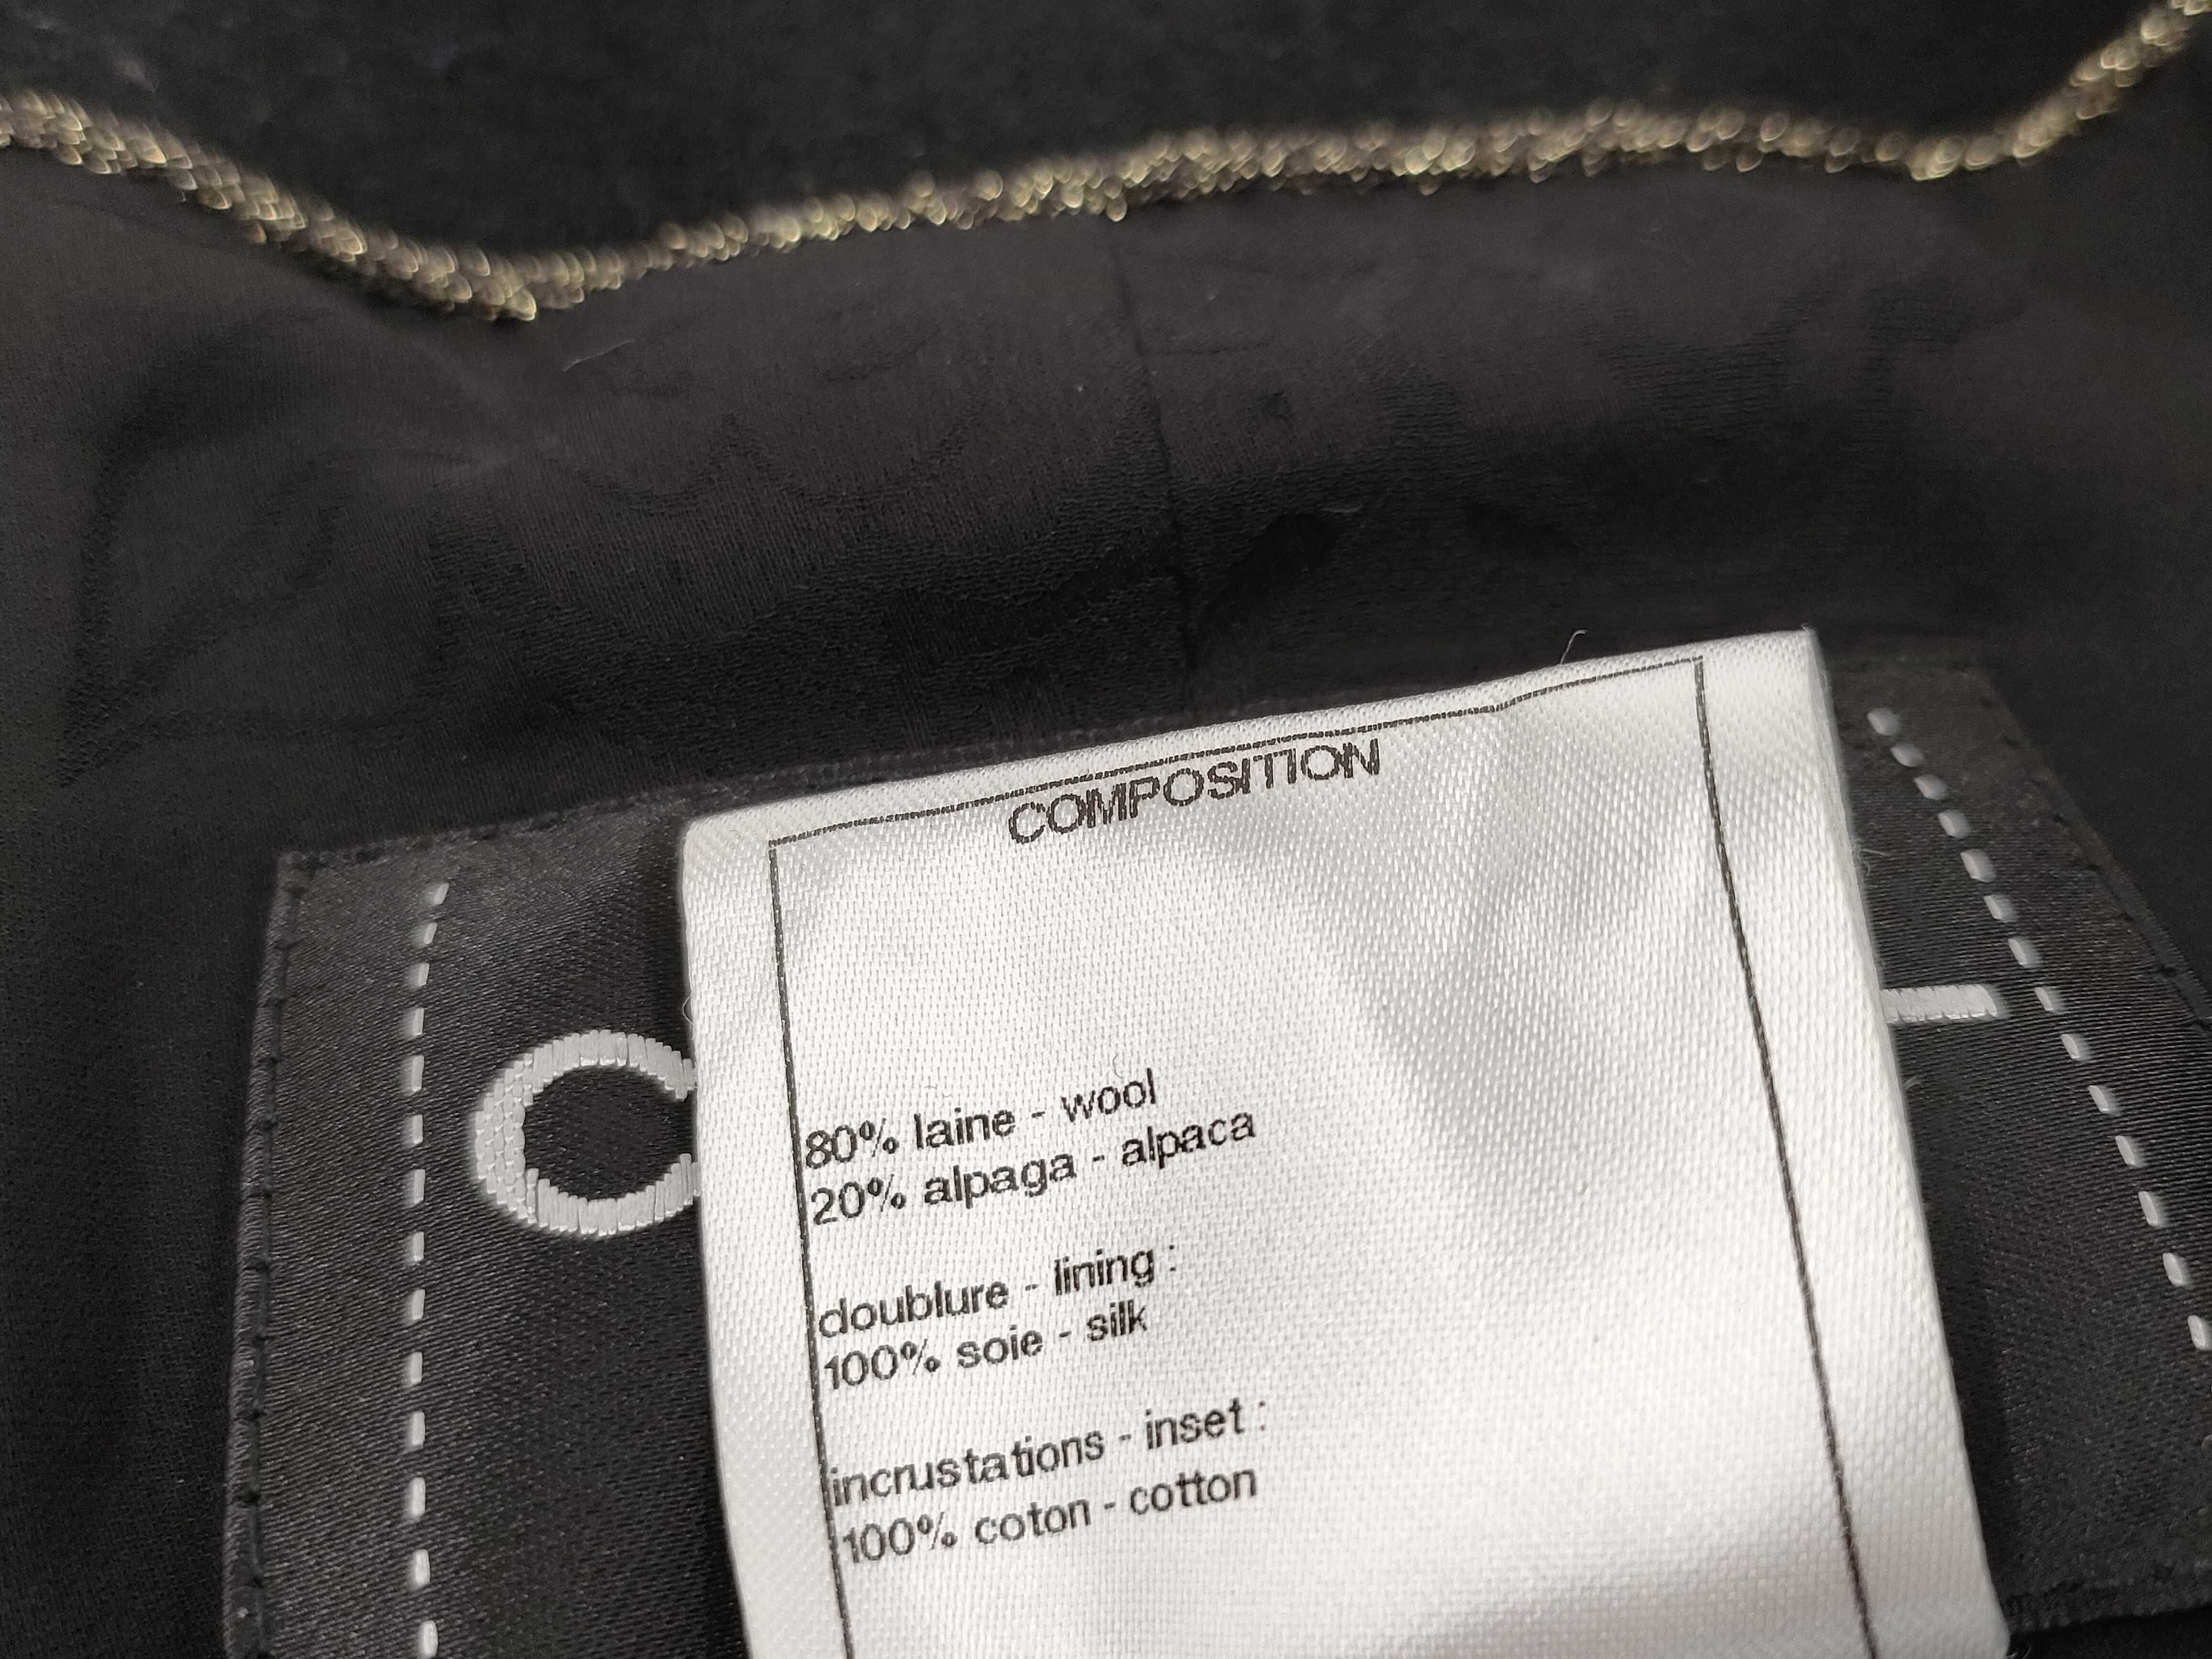 COMPOSITION
80% laine - wool
20% alpaga - alpaca
doublure - lining :
100% soie - silk
incrustations - inset :
100% coton - cotton
C